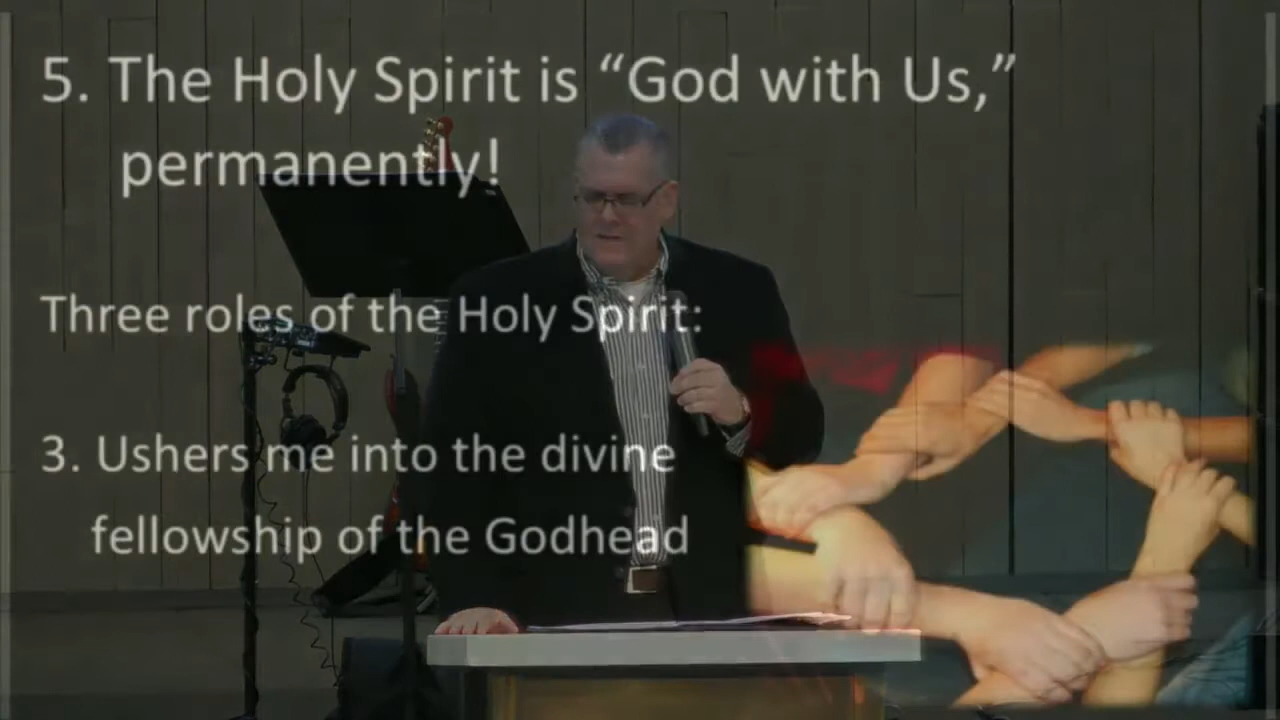 5. The Holy Spirit is “God with Us,”
permanently!
Three roles of the Holy Spirit:
3. Ushers me into the divine
fellowship of the Godhead